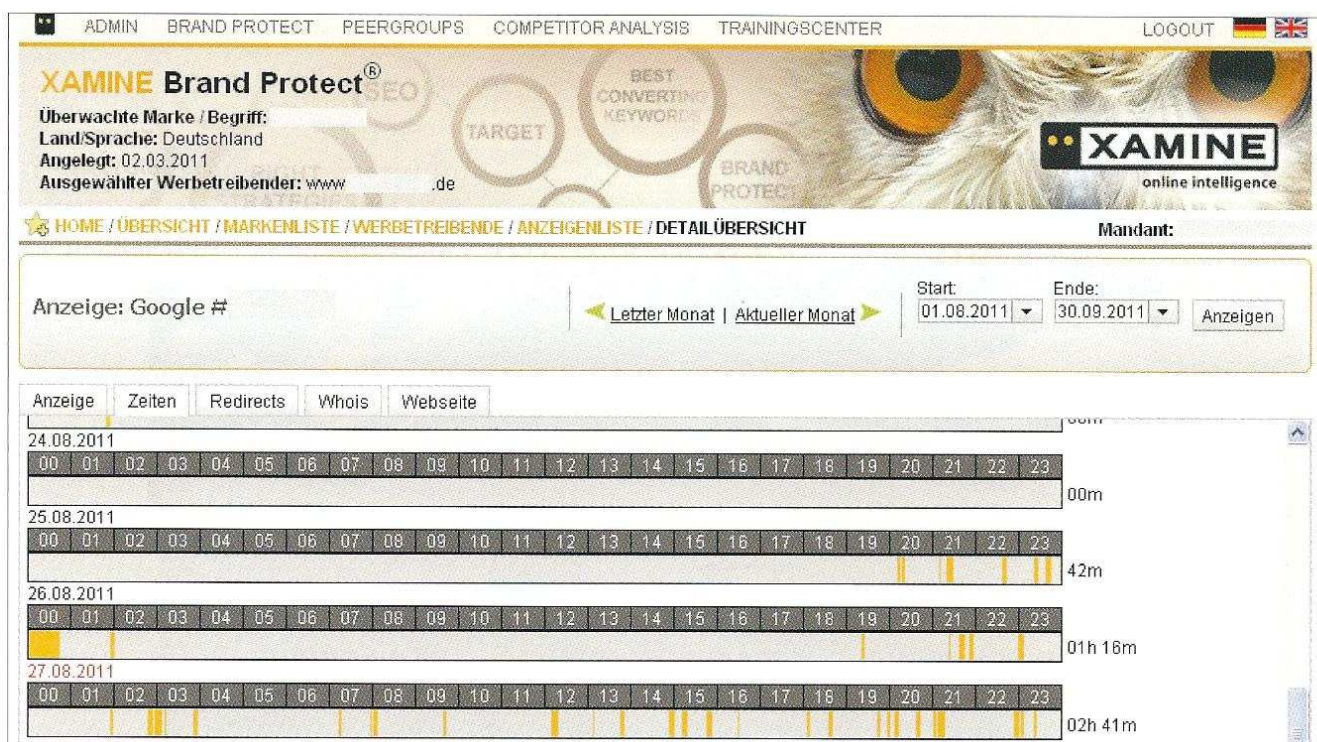 ADMIN BRAND PROTECT PEERGROUPS COMPETITOR ANALYSIS TRAININGSCENTER LOGOUT
XAMINE Brand Protect®
SEO
TARGET
BEST CONVERTING KEYWORDS
BRAND PROTECT
Überwachte Marke / Begriff:
Land/Sprache: Deutschland
Angelegt: 02.03.2011
Ausgewählter Werbetreibender: www .de
XAMINE
online intelligence
HOME / ÜBERSICHT / MARKENLISTE / WERBETREIBENDE / ANZEIGENLISTE / DETAILÜBERSICHT Mandant:
Anzeige: Google #
Letzter Monat | Aktueller Monat
Start: Ende:
01.08.2011 30.09.2011 Anzeigen
Anzeige Zeiten Redirects Whois Webseite
24.08.2011
00 01 02 03 04 05 06 07 08 09 10 11 12 13 14 15 16 17 18 19 20 21 22 23
00m
25.08.2011
00 01 02 03 04 05 06 07 08 09 10 11 12 13 14 15 16 17 18 19 20 21 22 23
42m
26.08.2011
00 01 02 03 04 05 06 07 08 09 10 11 12 13 14 15 16 17 18 19 20 21 22 23
01h 16m
27.08.2011
00 01 02 03 04 05 06 07 08 09 10 11 12 13 14 15 16 17 18 19 20 21 22 23
02h 41m